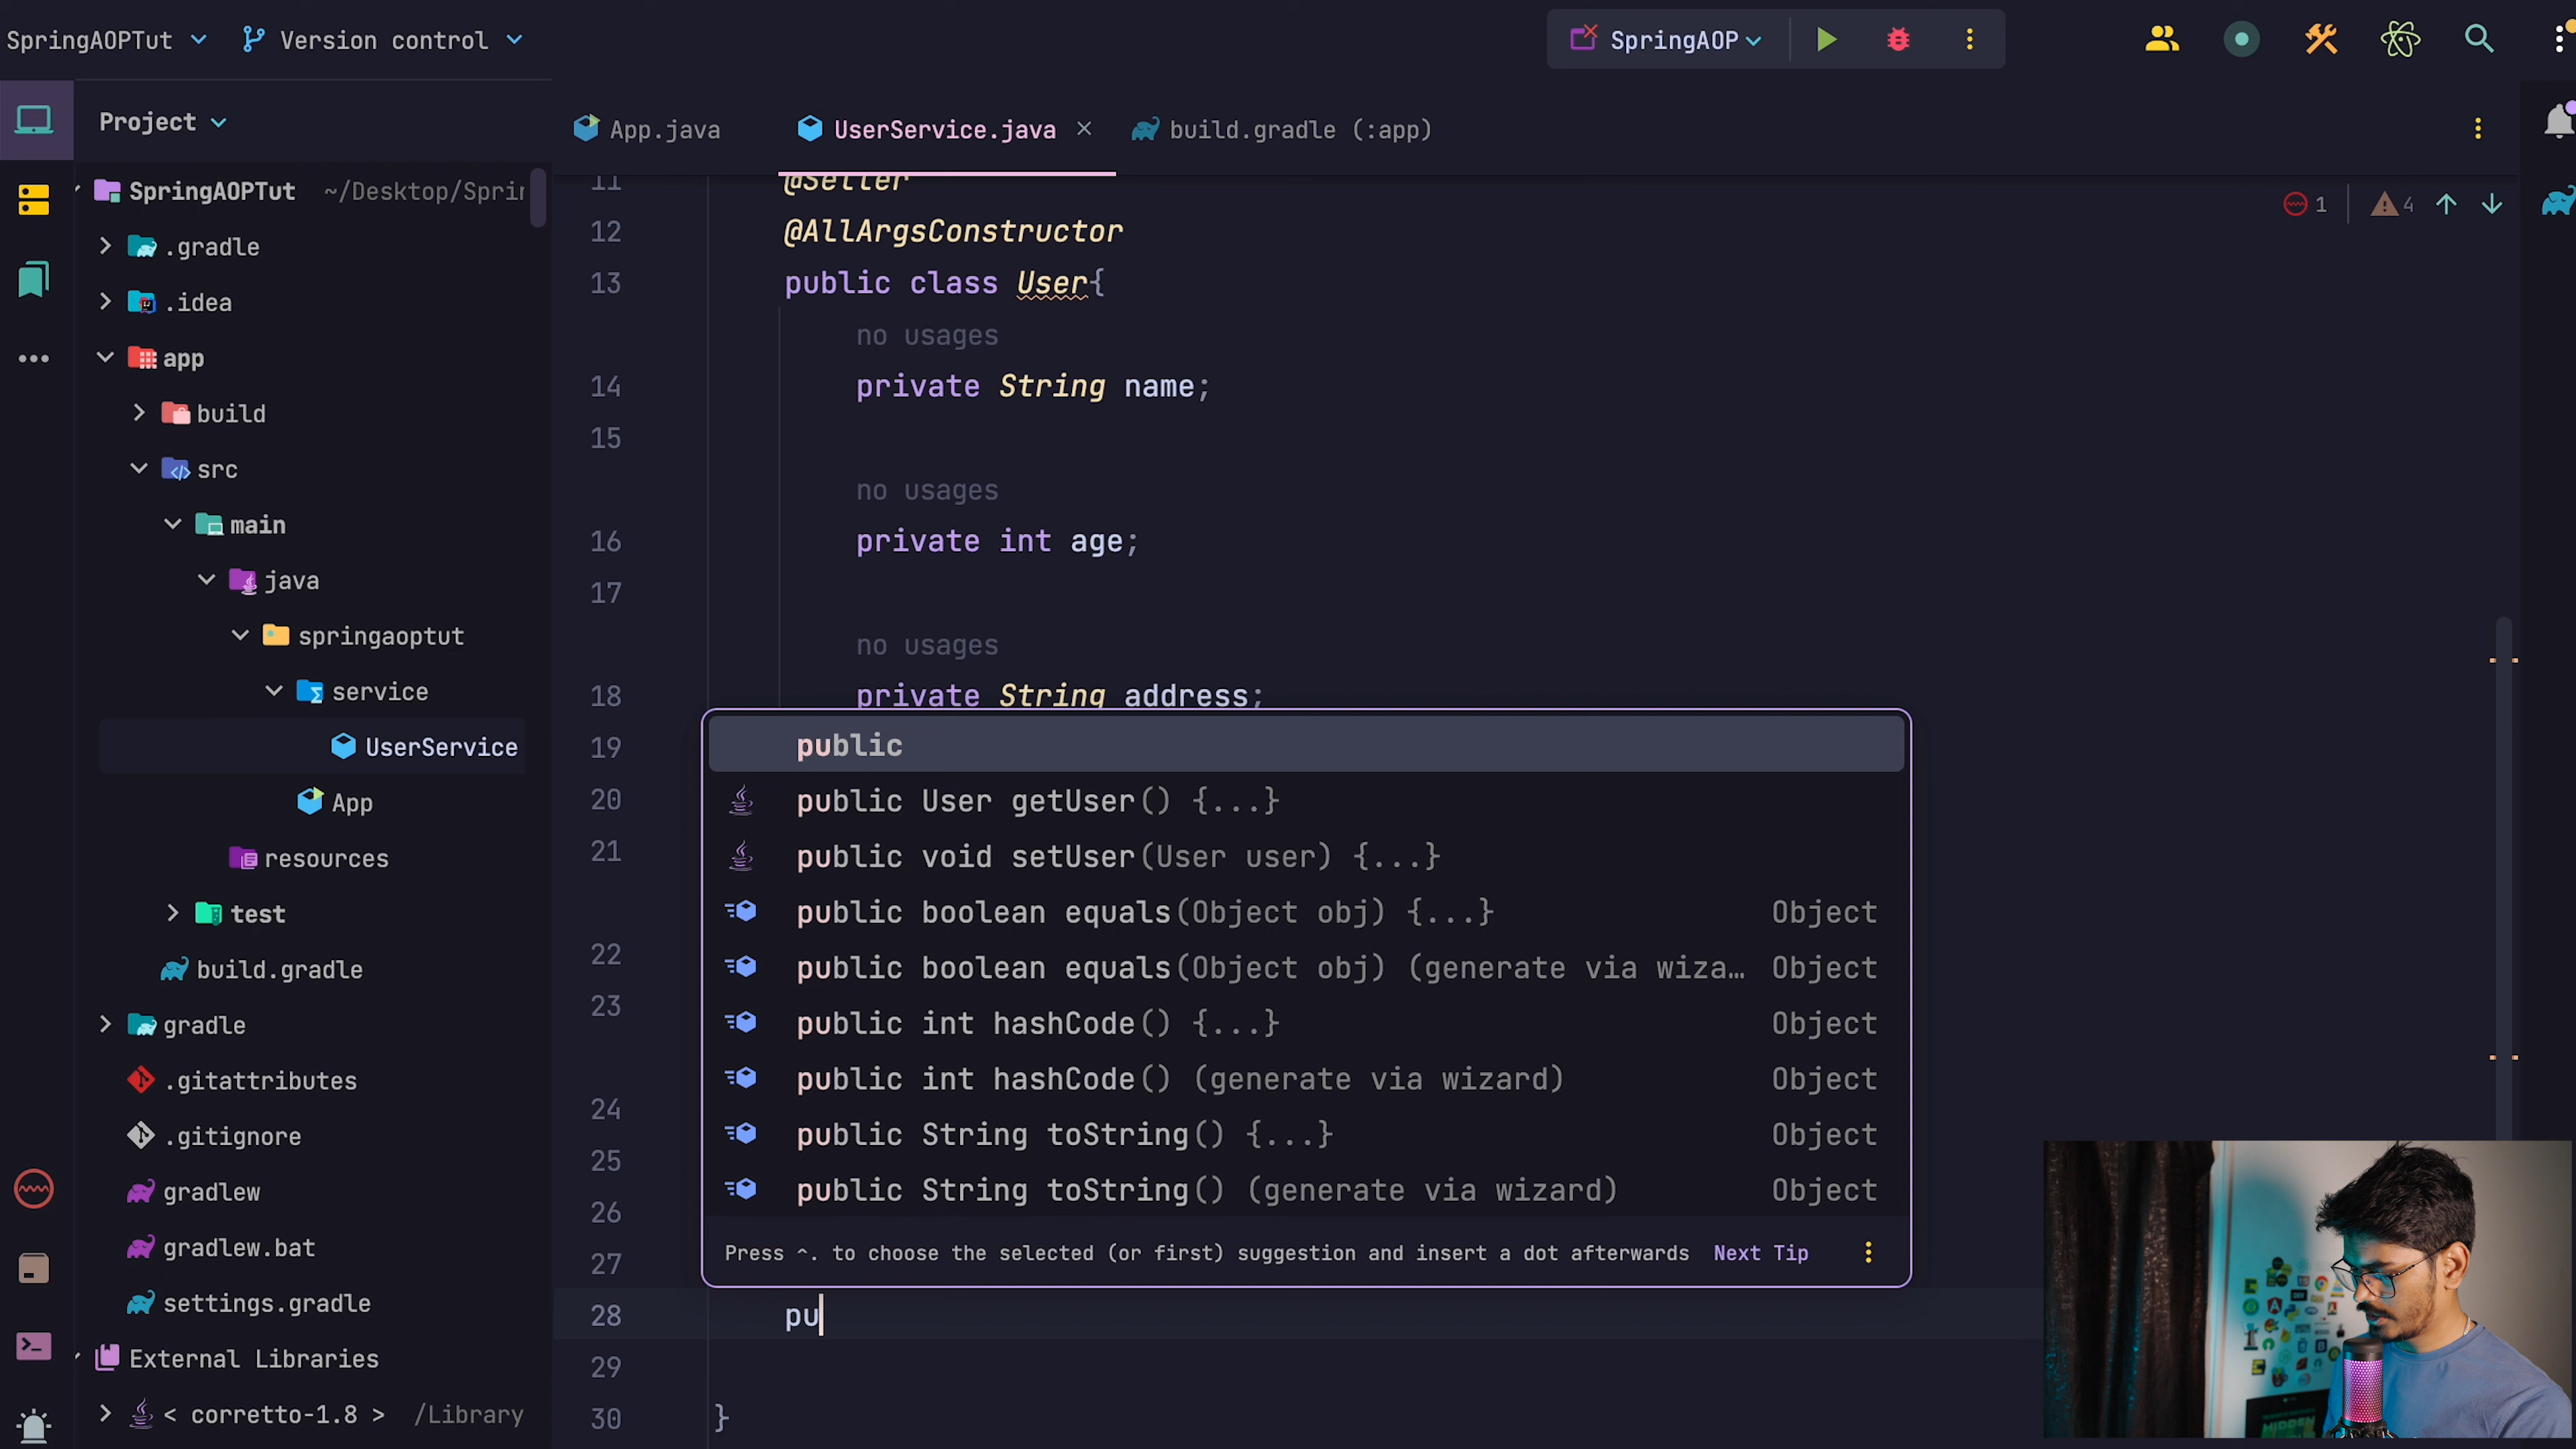 SpringAOPTut
Version control
SpringAOP
Project
App.java
UserService.java
build.gradle (:app)
SpringAOPTut ~/Desktop/Sprin
.gradle
.idea
app
build
src
main
java
springaoptut
service
UserService
App
resources
test
build.gradle
gradle
.gitattributes
.gitignore
gradlew
gradlew.bat
settings.gradle
External Libraries
< corretto-1.8 > /Library
1
4
11 @Setter
12 @AllArgsConstructor
13 public class User{
no usages
14 private String name;
15
no usages
16 private int age;
17
no usages
18 private String address;
19
20
21
22
23
24
25
26
27
public
public User getUser() {...}
public void setUser(User user) {...}
public boolean equals(Object obj) {...} Object
public boolean equals(Object obj) (generate via wiza… Object
public int hashCode() {...} Object
public int hashCode() (generate via wizard) Object
public String toString() {...} Object
public String toString() (generate via wizard) Object
Press ^. to choose the selected (or first) suggestion and insert a dot afterwards Next Tip
28 pu
29
30 }